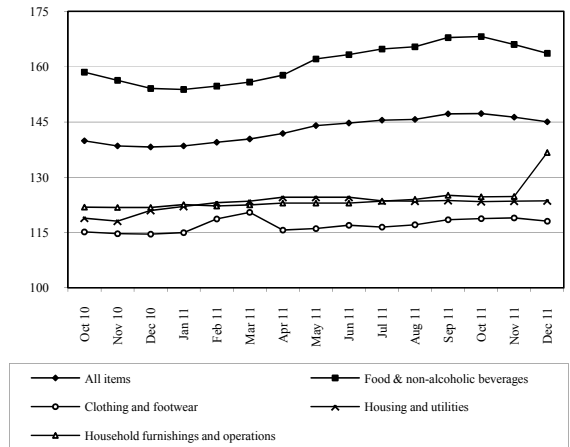 175
160
145
130
115
100
Oct 10
Nov 10
Dec 10
Jan 11
Feb 11
Mar 11
Apr 11
May 11
Jun 11
Jul 11
Aug 11
Sep 11
Oct 11
Nov 11
Dec 11
All items
Food & non-alcoholic beverages
Clothing and footwear
Housing and utilities
Household furnishings and operations